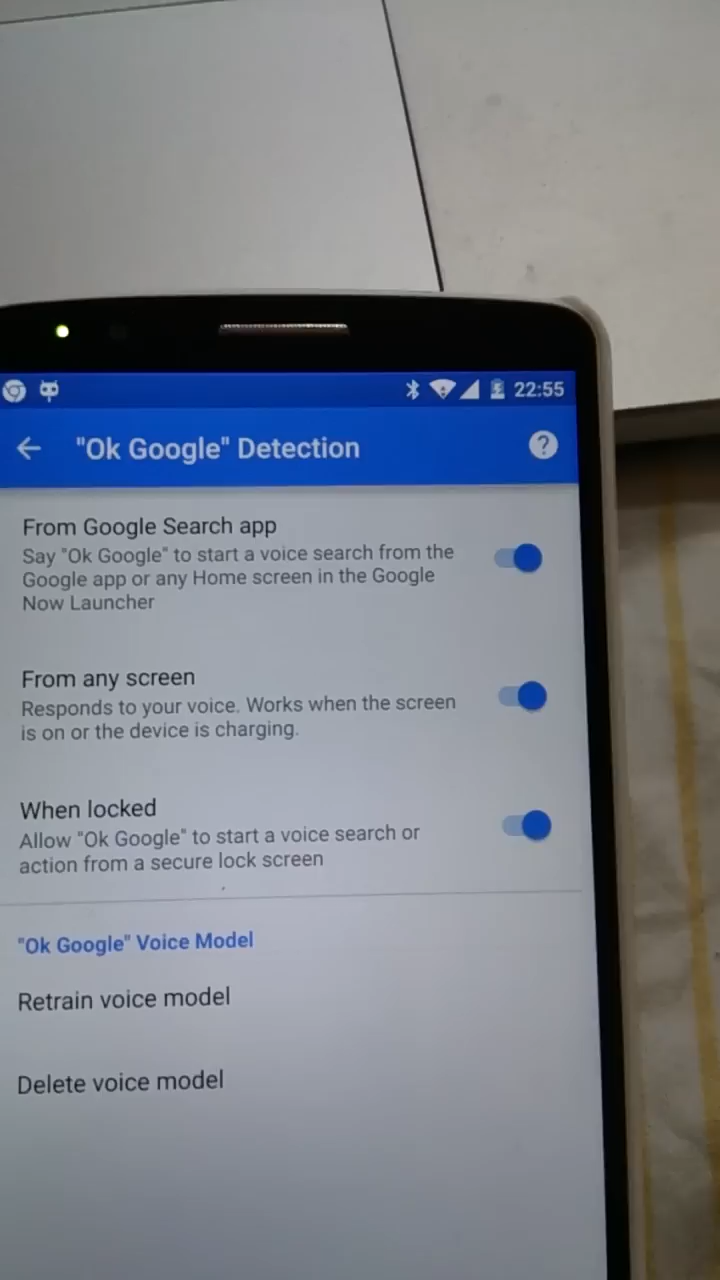 22:55
"Ok Google" Detection
?
From Google Search app
Say "Ok Google" to start a voice search from the
Google app or any Home screen in the Google
Now Launcher
From any screen
Responds to your voice. Works when the screen
is on or the device is charging.
When locked
Allow "Ok Google" to start a voice search or
action from a secure lock screen
"Ok Google" Voice Model
Retrain voice model
Delete voice model